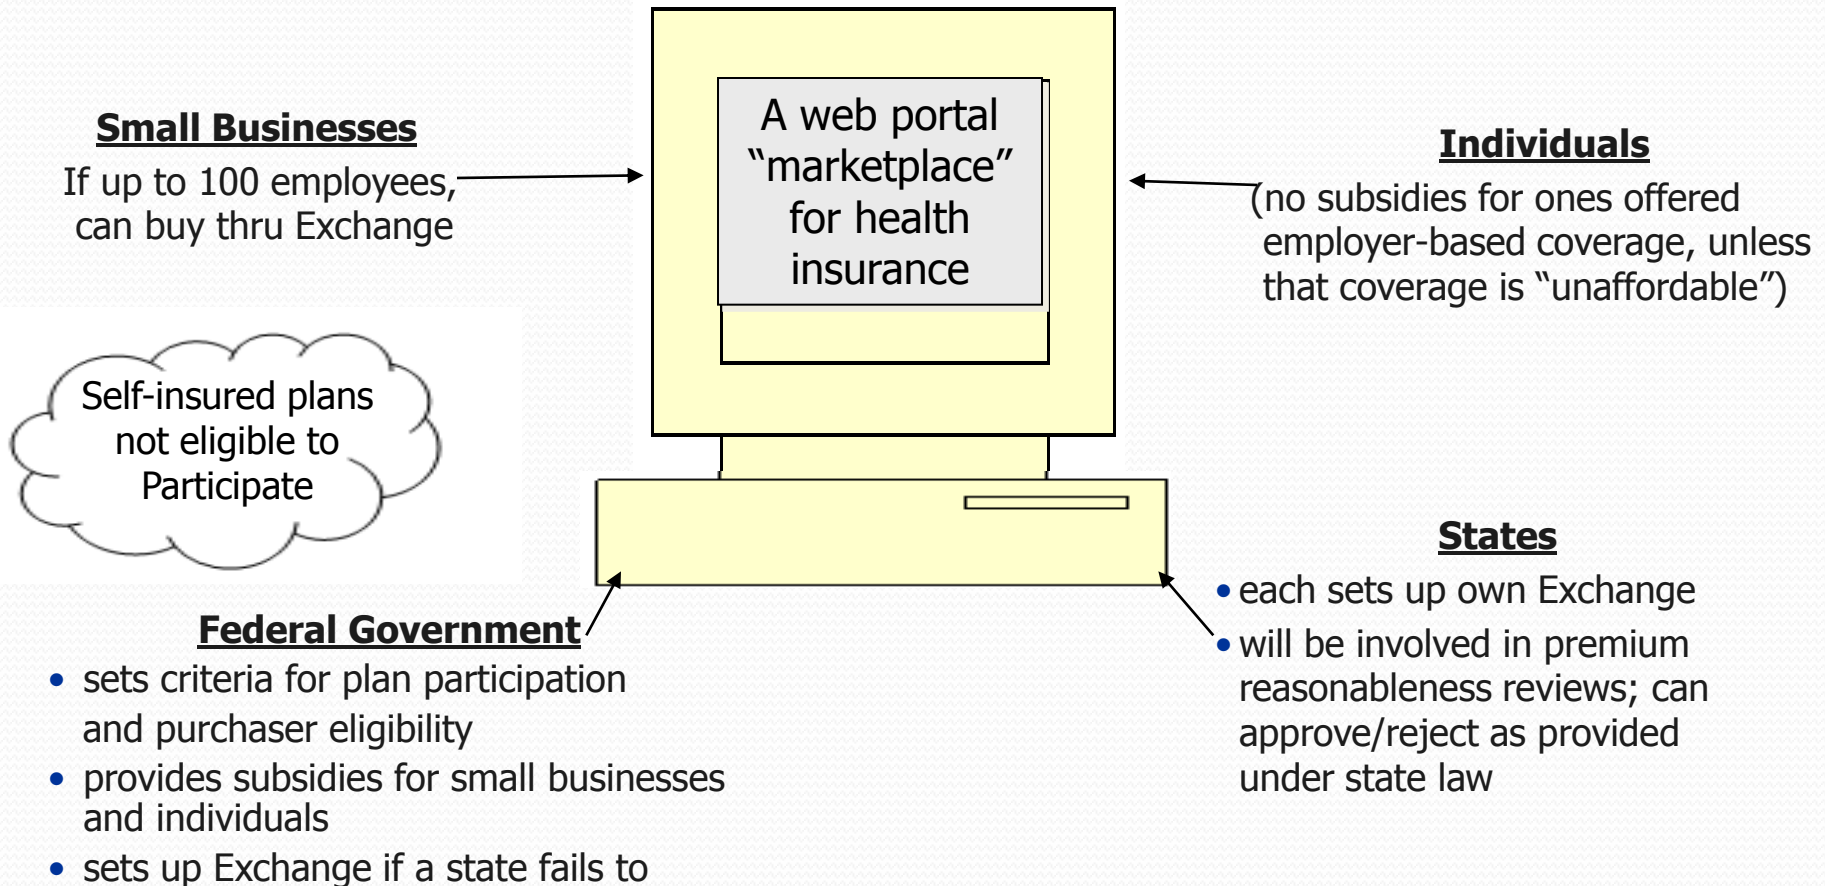 A web portal
“marketplace”
for health
insurance
Small Businesses
If up to 100 employees,
can buy thru Exchange
Individuals
(no subsidies for ones offered
employer-based coverage, unless
that coverage is “unaffordable”)
Self-insured plans
not eligible to
Participate
Federal Government
• sets criteria for plan participation
and purchaser eligibility
• provides subsidies for small businesses
and individuals
• sets up Exchange if a state fails to
States
• each sets up own Exchange
• will be involved in premium
reasonableness reviews; can
approve/reject as provided
under state law